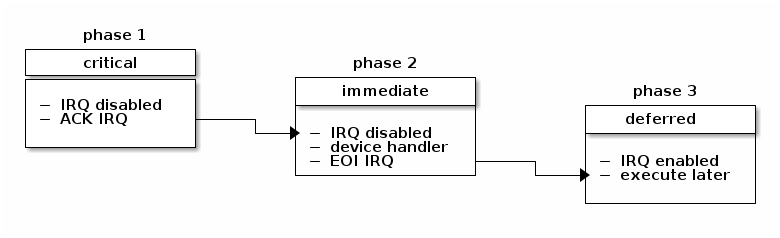 phase 1
critical
– IRQ disabled
– ACK IRQ
phase 2
immediate
– IRQ disabled
– device handler
– EOI IRQ
phase 3
deferred
– IRQ enabled
– execute later